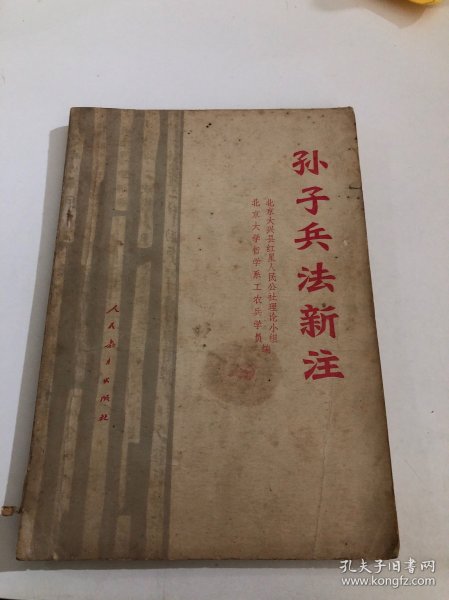 孙子兵法新注
北京大兴县红星人民公社理论小组
北京大学哲学系工农兵学员编
人民教育出版社
孔夫子旧书网
www.kongfz.com